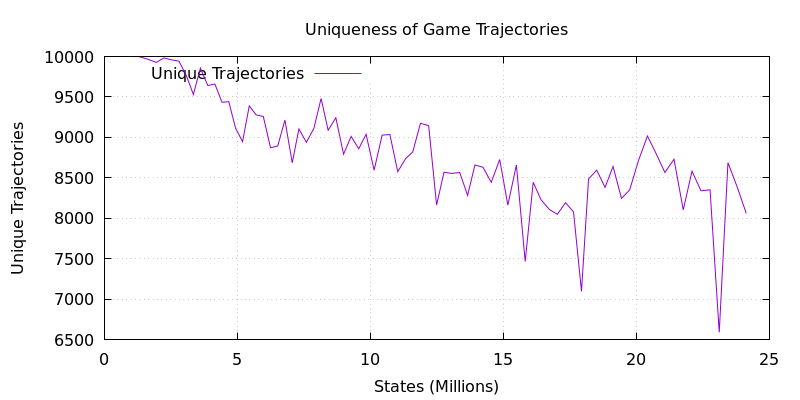 Uniqueness of Game Trajectories
10000
9500
9000
8500
8000
7500
7000
6500
Unique Trajectories
Unique Trajectories
0 5 10 15 20 25
States (Millions)